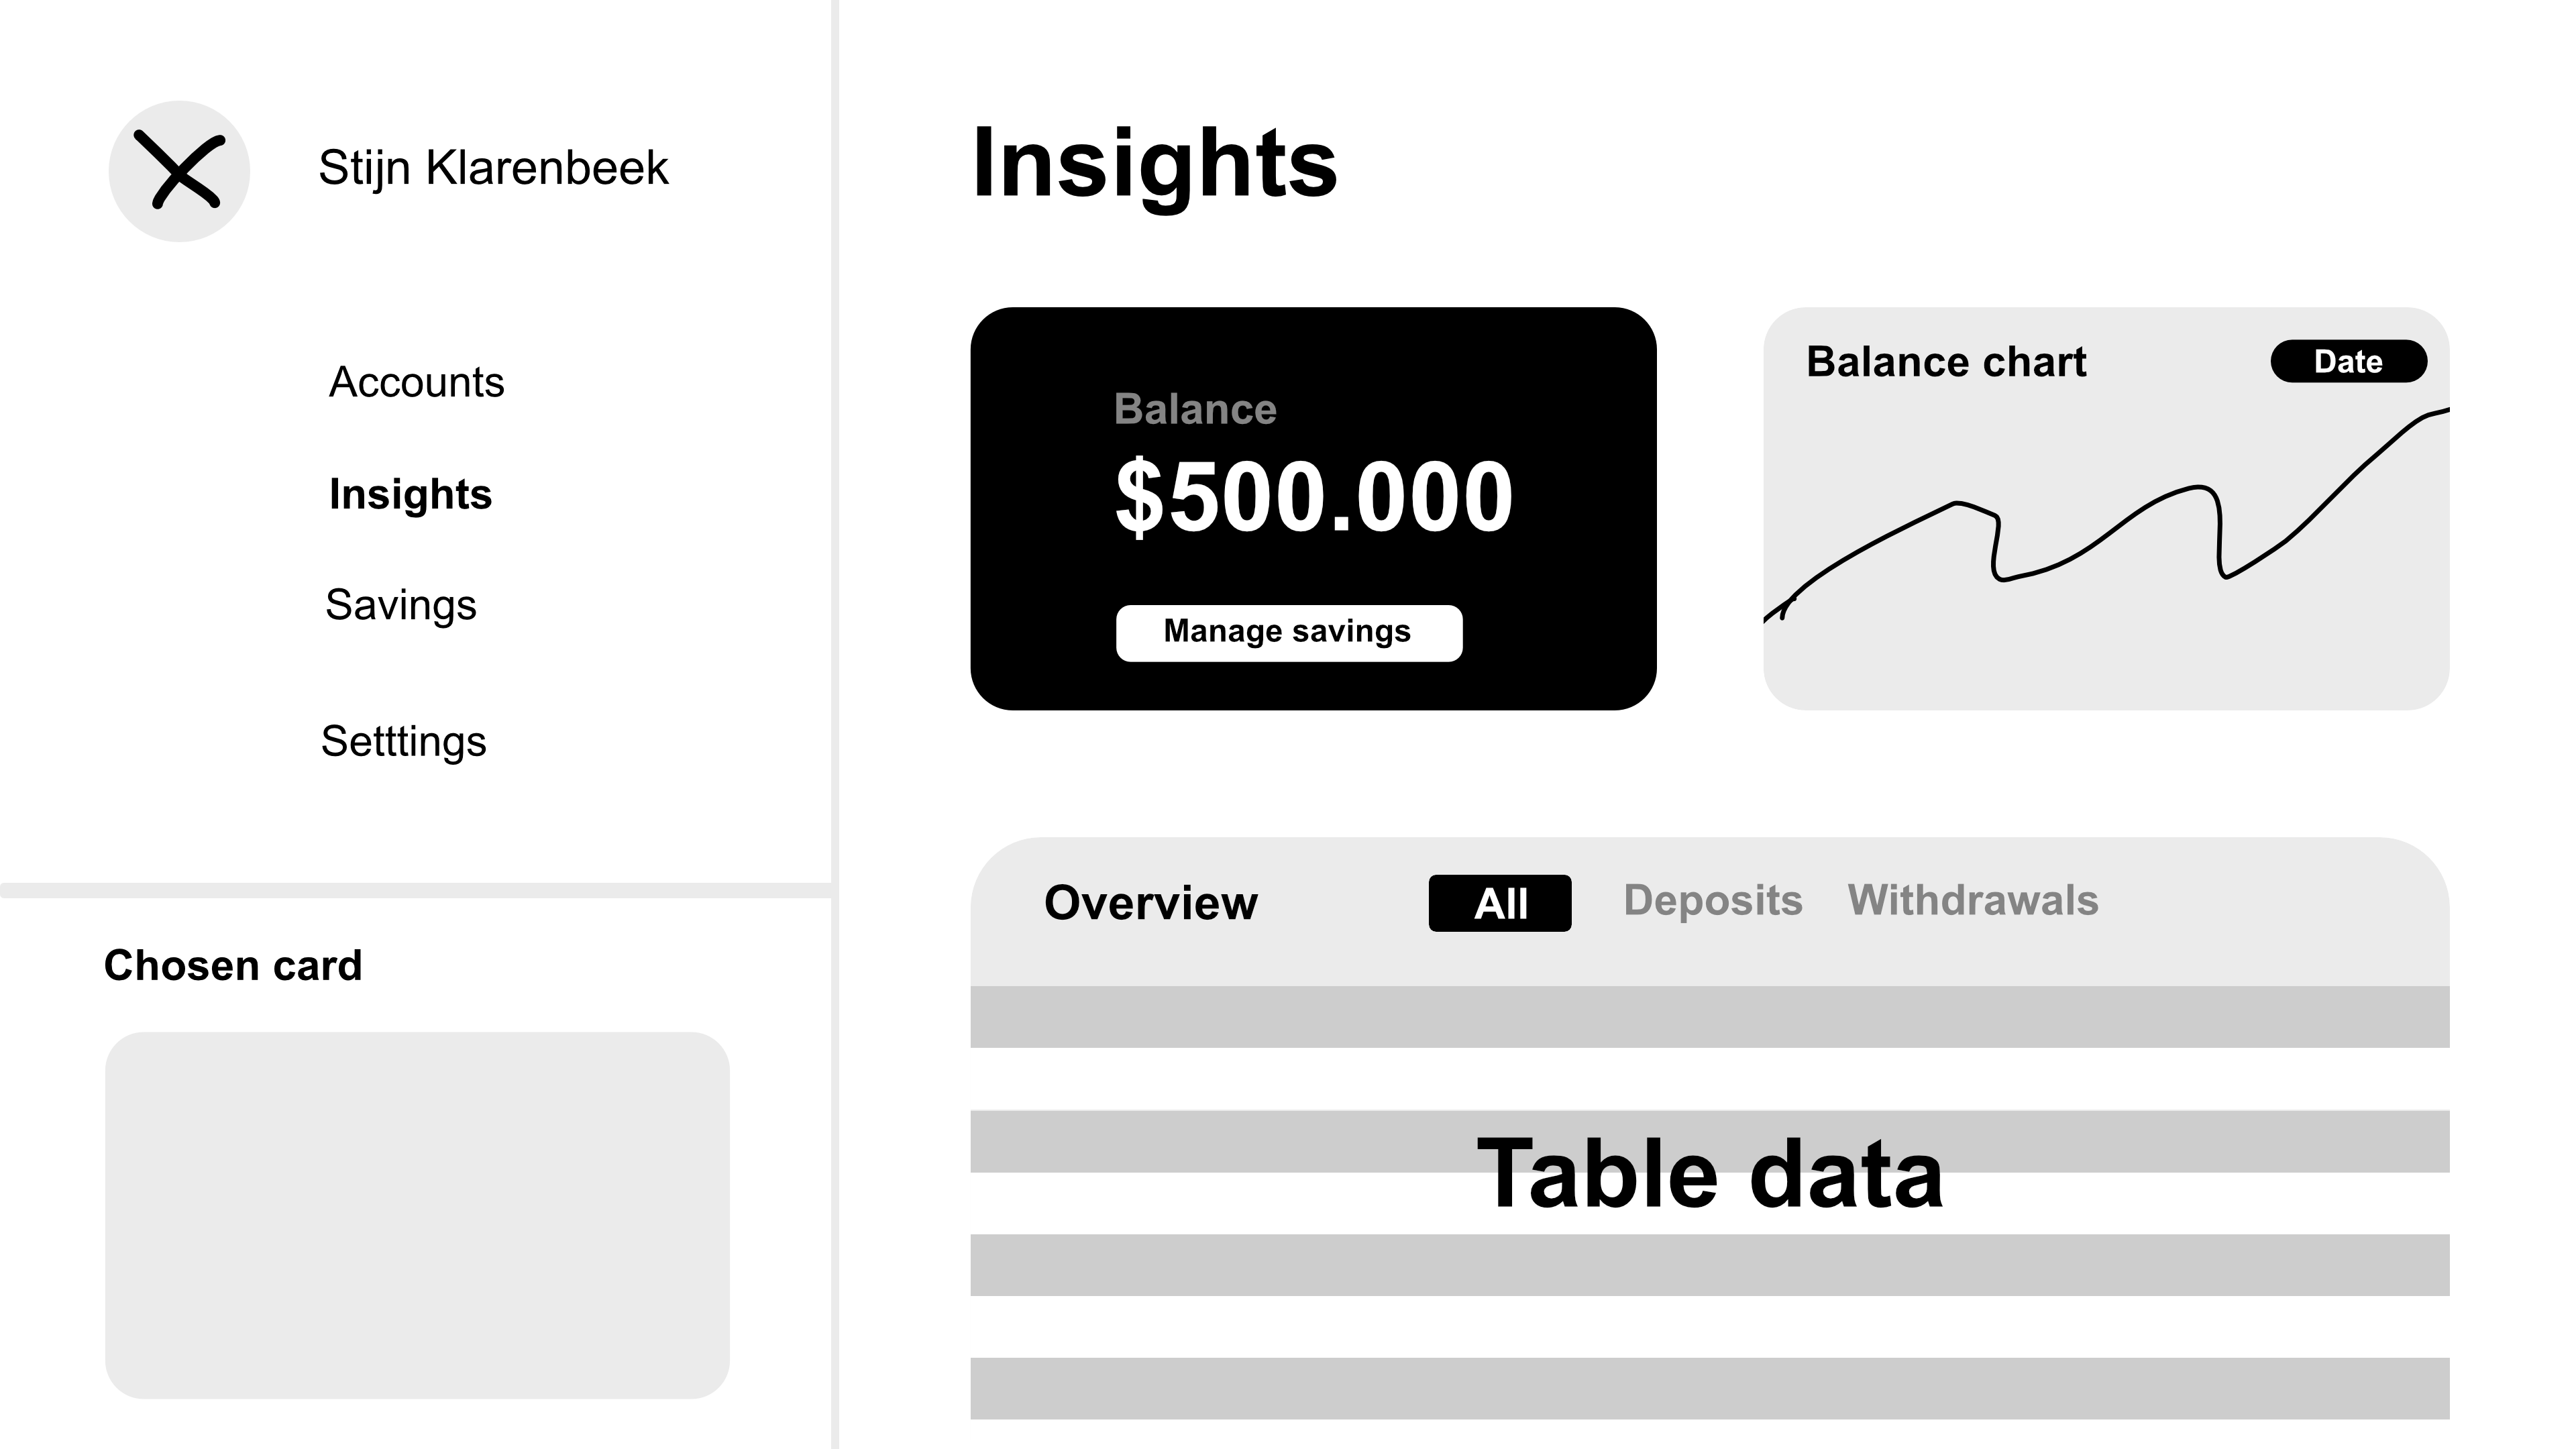 Stijn Klarenbeek
Accounts
Insights
Savings
Setttings
Chosen card
Insights
Balance
$500.000
Manage savings
Balance chart
Date
Overview
All
Deposits
Withdrawals
Table data